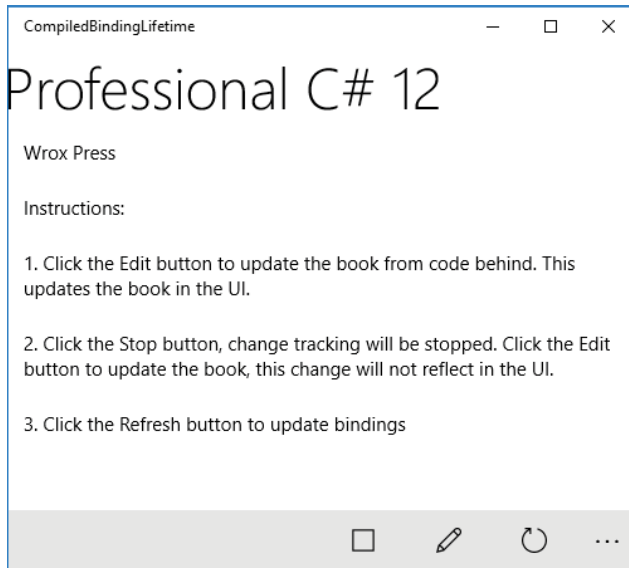 CompiledBindingLifetime
Professional C# 12
Wrox Press
Instructions:
1. Click the Edit button to update the book from code behind. This
updates the book in the UI.
2. Click the Stop button, change tracking will be stopped. Click the Edit
button to update the book, this change will not reflect in the UI.
3. Click the Refresh button to update bindings